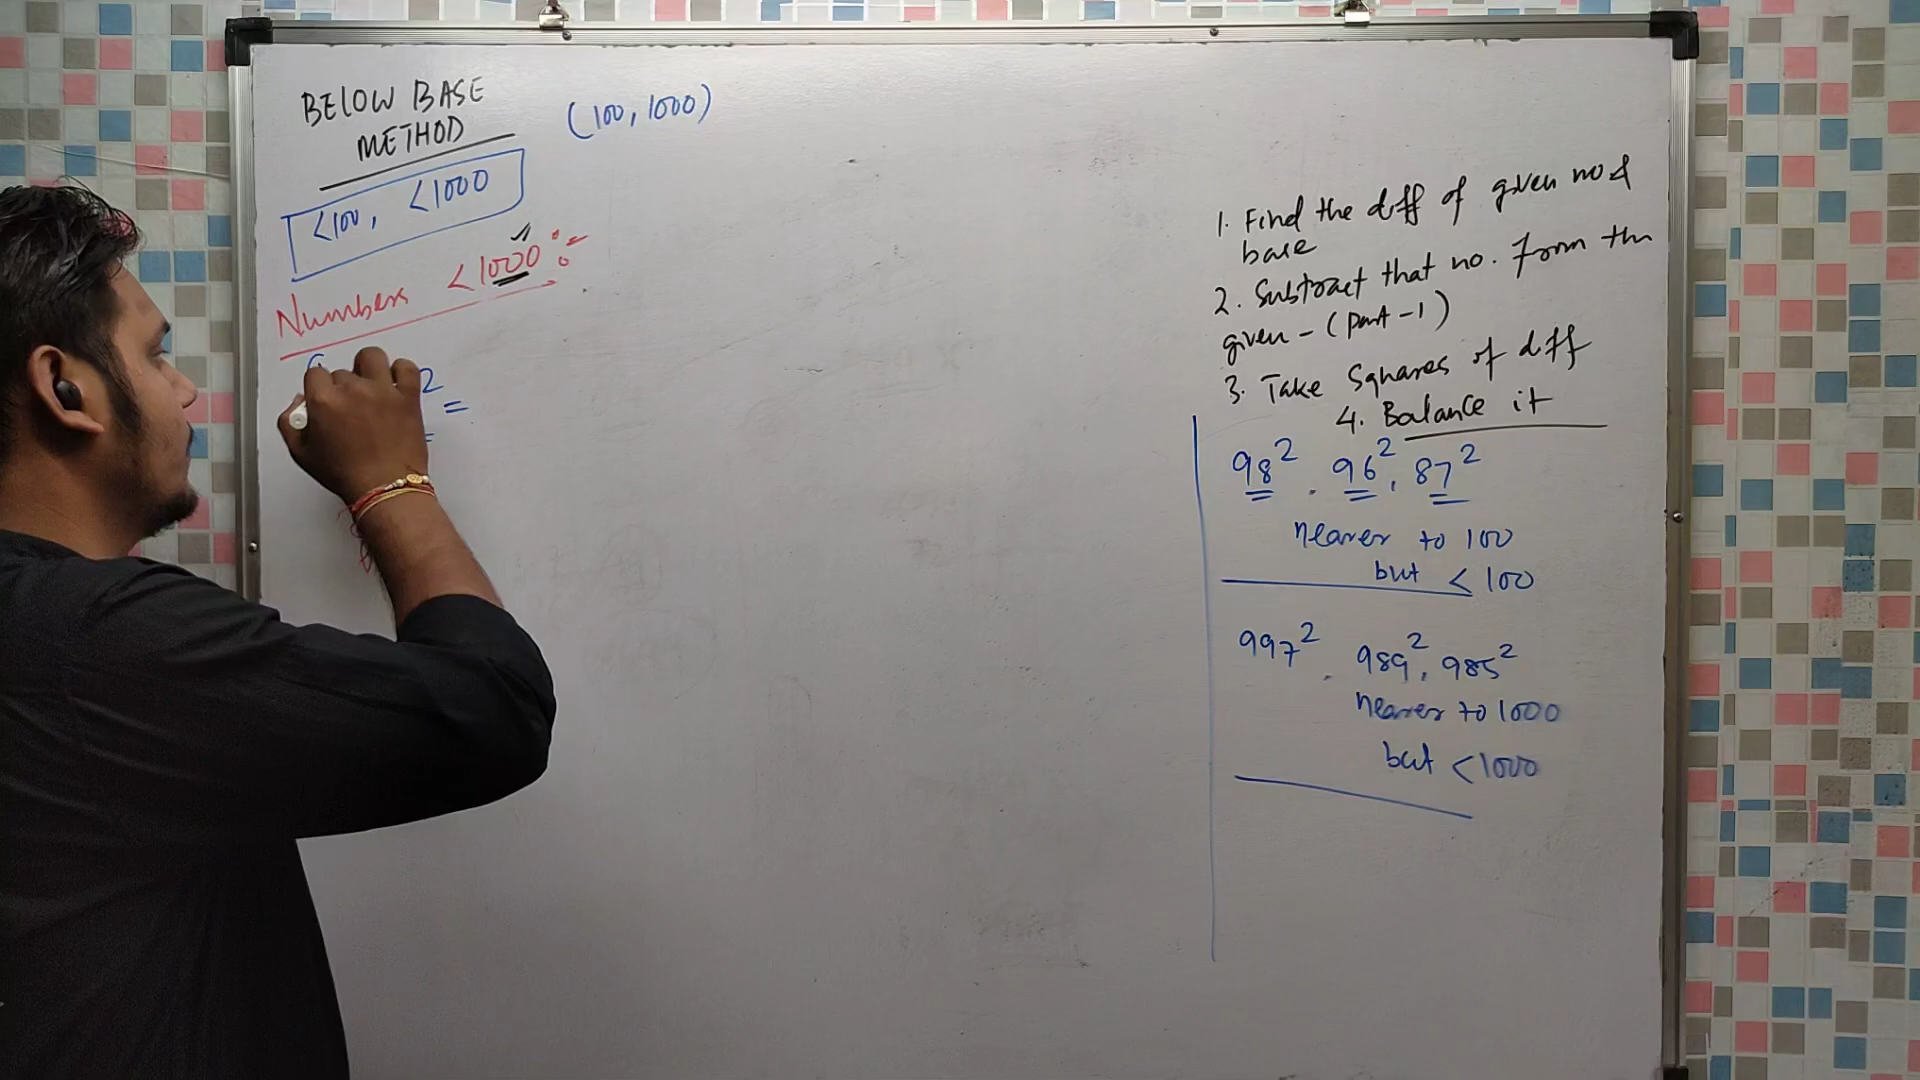 BELOW BASE
METHOD
(100, 1000)
<100, <1000
Numbers <1000 :-
2 =
1. Find the diff of given no &
base
2. Subtract that no. from the
given - (part-1)
3. Take Squares of diff
4. Balance it
98², 96², 87²
nearer to 100
but < 100
997², 989², 985²
nearer to 1000
but <1000